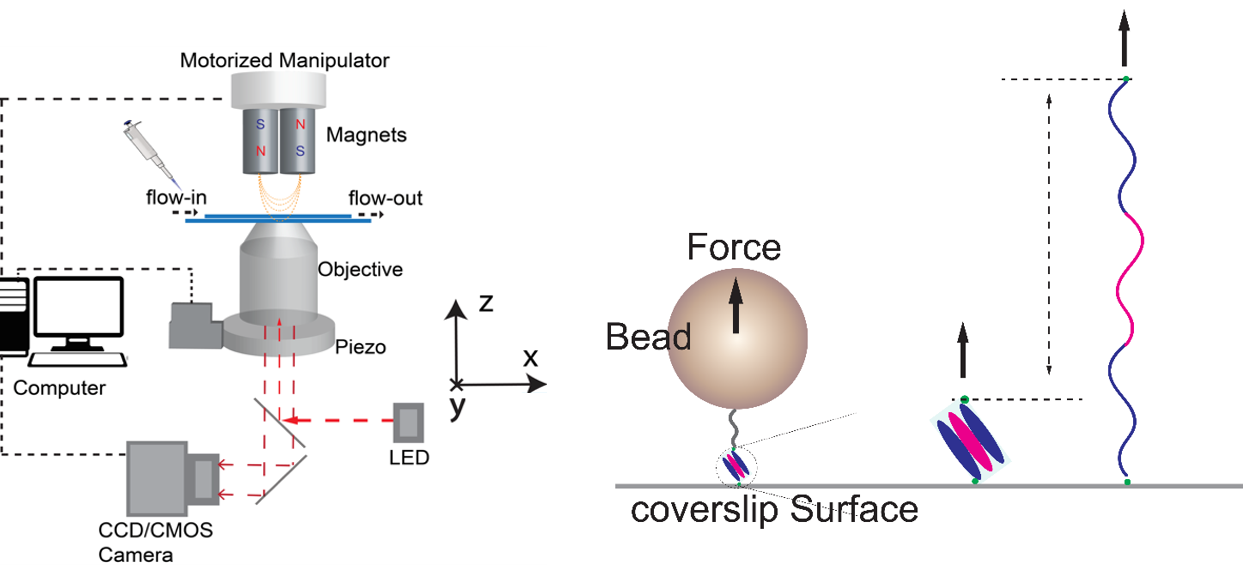 Motorized Manipulator
S N
N S
Magnets
flow-in
flow-out
Objective
Piezo
Computer
z
x
y
LED
CCD/CMOS
Camera
Force
Bead
coverslip Surface